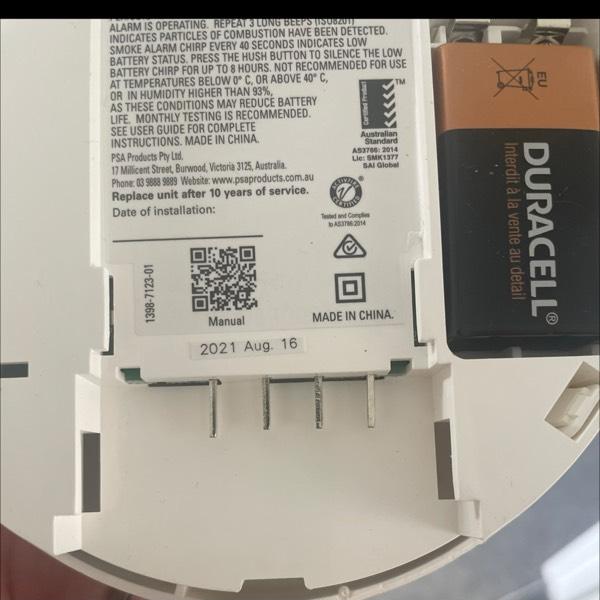 ALARM IS OPERATING. REPEAT 3 LONG BEEPS (ISO8201)
INDICATES PARTICLES OF COMBUSTION HAVE BEEN DETECTED.
SMOKE ALARM CHIRP EVERY 40 SECONDS INDICATES LOW
BATTERY STATUS. PRESS THE HUSH BUTTON TO SILENCE THE LOW
BATTERY CHIRP FOR UP TO 8 HOURS. NOT RECOMMENDED FOR USE
AT TEMPERATURES BELOW 0° C, OR ABOVE 40° C,
OR IN HUMIDITY HIGHER THAN 93%,
AS THESE CONDITIONS MAY REDUCE BATTERY
LIFE. MONTHLY TESTING IS RECOMMENDED.
SEE USER GUIDE FOR COMPLETE
INSTRUCTIONS. MADE IN CHINA.
PSA Products Pty Ltd.
17 Millicent Street, Burwood, Victoria 3125, Australia.
Phone: 03 9888 9889 Website: www.psaproducts.com.au
Replace unit after 10 years of service.
Date of installation:
Certified Product
TM
Australian
Standard
AS3786: 2014
Lic: SMK1377
SAI Global
Tested and Complies
to AS3786:2014
1398-7123-01
Manual
MADE IN CHINA.
2021 Aug. 16
EU
DURACELL®
Interdit à la vente au détail